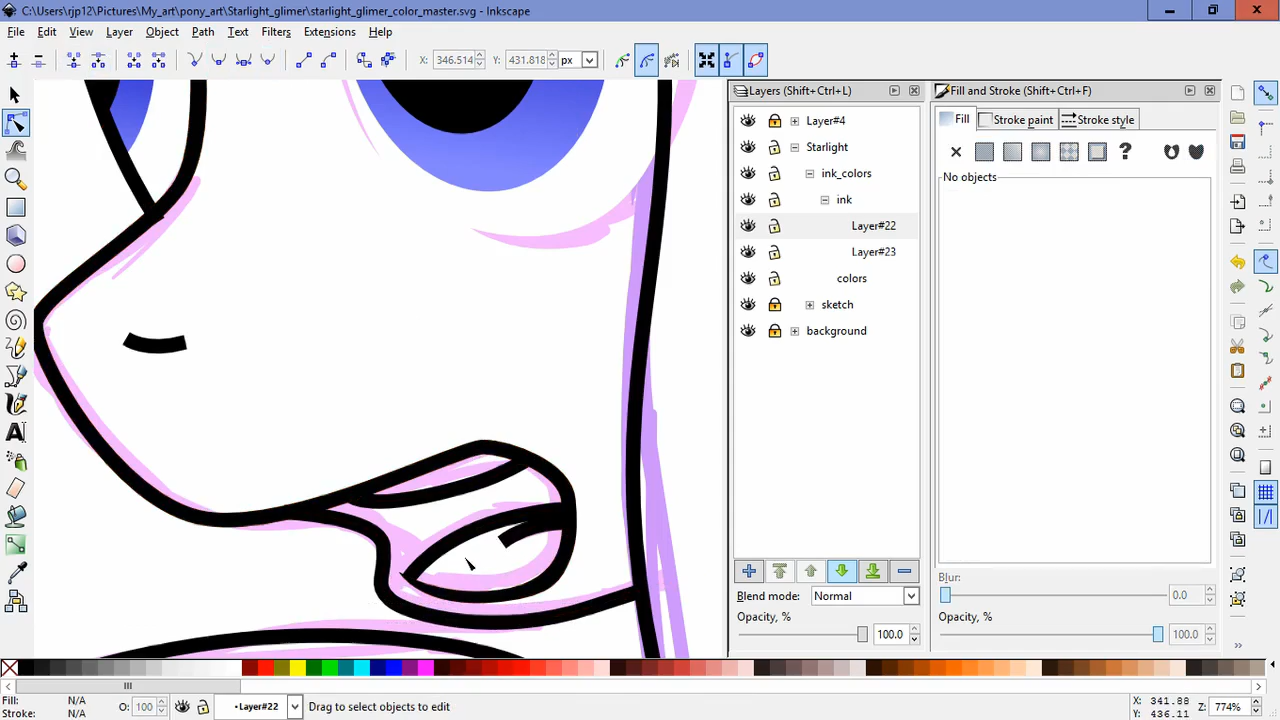 C:\Users\rjp12\Pictures\My_art\pony_art\Starlight_glimer\starlight_glimer_color_master.svg - Inkscape
File Edit View Layer Object Path Text Filters Extensions Help
X: 346.514 Y: 431.818 px
Layers (Shift+Ctrl+L)
Layer#4
Starlight
ink_colors
ink
Layer#22
Layer#23
colors
sketch
background
Blend mode: Normal
Opacity, %
100.0
Fill and Stroke (Shift+Ctrl+F)
Fill Stroke paint Stroke style
No objects
Blur:
0.0
Opacity, %
100.0
Fill: N/A
Stroke: N/A
O: 100
•Layer#22
Drag to select objects to edit
X: 341.88
Y: 436.11
Z: 774%